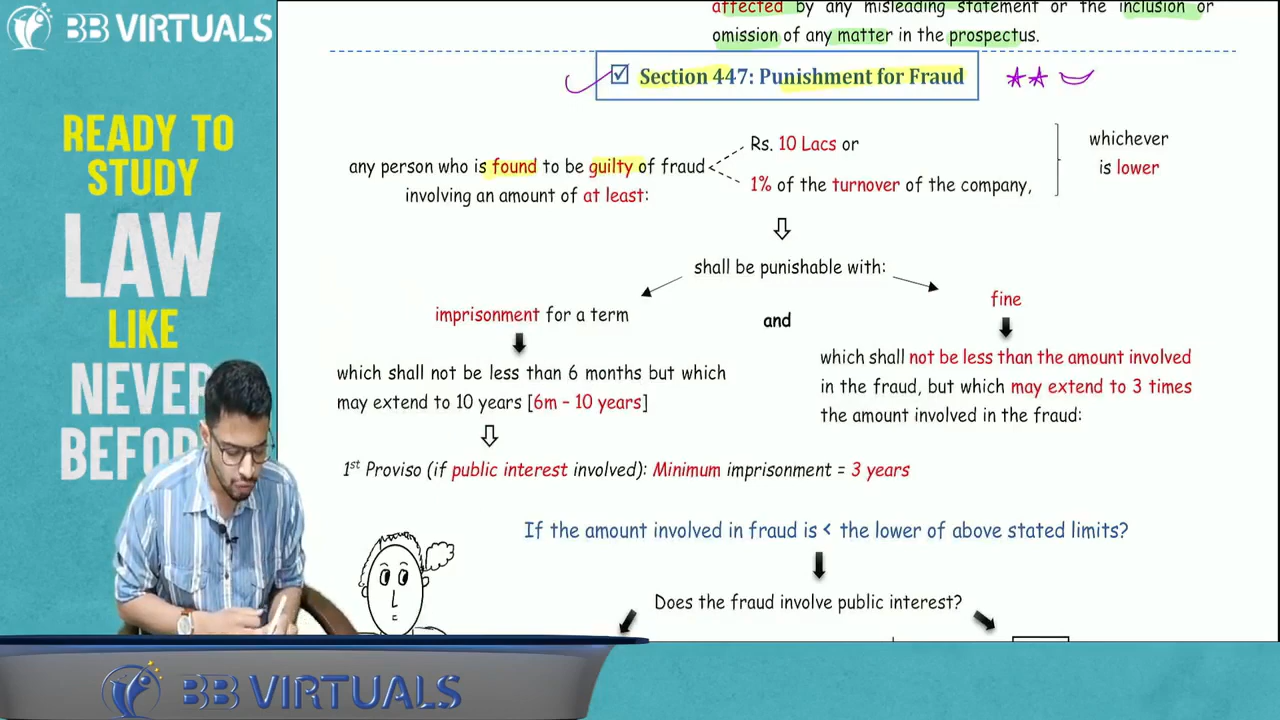 BB VIRTUALS
READY TO
STUDY
LAW
LIKE
NEVER
BEFOR
affected by any misleading statement or the inclusion or
omission of any matter in the prospectus.
☑ Section 447: Punishment for Fraud
any person who is found to be guilty of fraud
involving an amount of at least:
Rs. 10 Lacs or
1% of the turnover of the company,
whichever
is lower
shall be punishable with:
imprisonment for a term
and
fine
which shall not be less than 6 months but which
may extend to 10 years [6m – 10 years]
which shall not be less than the amount involved
in the fraud, but which may extend to 3 times
the amount involved in the fraud:
1st Proviso (if public interest involved): Minimum imprisonment = 3 years
If the amount involved in fraud is < the lower of above stated limits?
Does the fraud involve public interest?
BB VIRTUALS